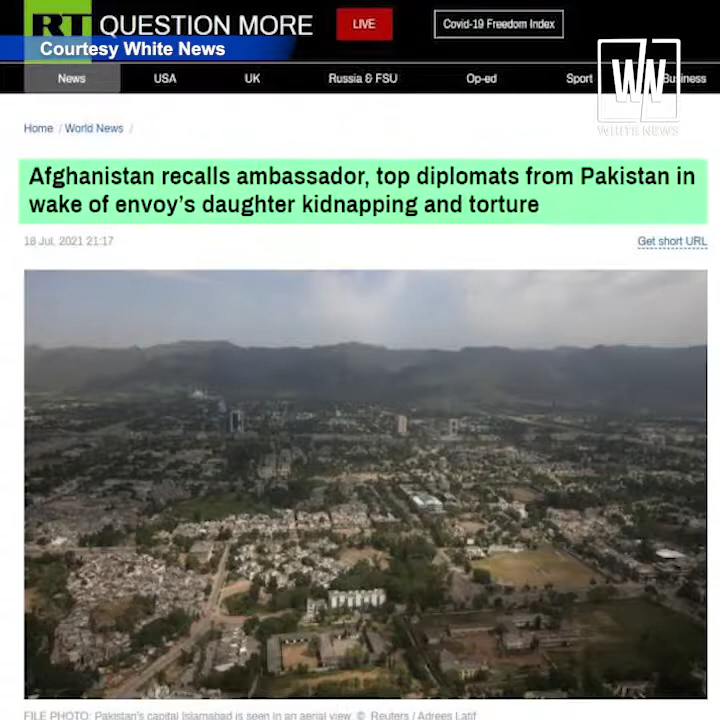 RT QUESTION MORE
LIVE
Covid-19 Freedom Index
Courtesy White News
News
USA
UK
Russia & FSU
Op-ed
Sport
Business
WN
WHITE NEWS
Home / World News /
Afghanistan recalls ambassador, top diplomats from Pakistan in
wake of envoy's daughter kidnapping and torture
18 Jul, 2021 21:17
Get short URL
FILE PHOTO: Pakistan's capital Islamabad is seen in an aerial view. © Reuters / Adrees Latif